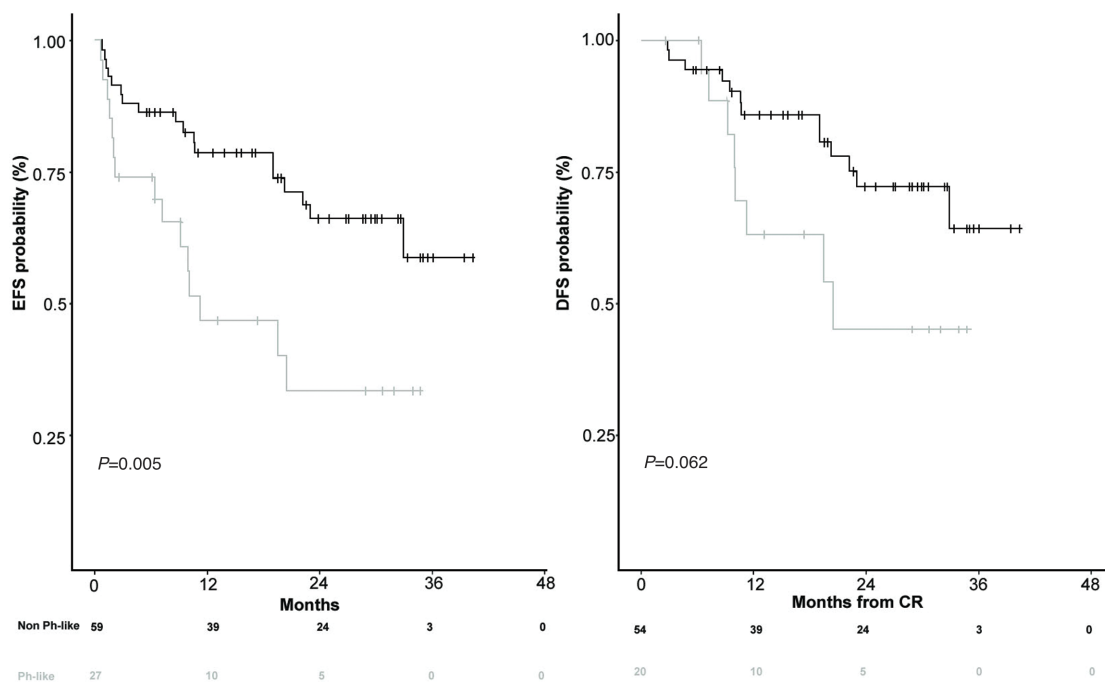 EFS probability (%)
1.00
0.75
0.5
0.25
P=0.005
0 12 24 36 48
Months
Non Ph-like 59 39 24 3 0
Ph-like 27 10 5 0 0
DFS probability (%)
1.00
0.75
0.5
0.25
P=0.062
0 12 24 36 48
Months from CR
54 39 24 3 0
20 10 5 0 0